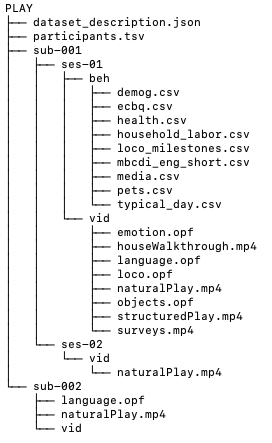 PLAY
├── dataset_description.json
├── participants.tsv
├── sub-001
│   ├── ses-01
│   │   ├── beh
│   │   │   ├── demog.csv
│   │   │   ├── ecbq.csv
│   │   │   ├── health.csv
│   │   │   ├── household_labor.csv
│   │   │   ├── loco_milestones.csv
│   │   │   ├── mbcdi_eng_short.csv
│   │   │   ├── media.csv
│   │   │   ├── pets.csv
│   │   │   └── typical_day.csv
│   │   └── vid
│   │       ├── emotion.opf
│   │       ├── houseWalkthrough.mp4
│   │       ├── language.opf
│   │       ├── loco.opf
│   │       ├── naturalPlay.mp4
│   │       ├── objects.opf
│   │       ├── structuredPlay.mp4
│   │       └── surveys.mp4
│   └── ses-02
│       └── vid
│           └── naturalPlay.mp4
└── sub-002
    ├── language.opf
    ├── naturalPlay.mp4
    └── vid